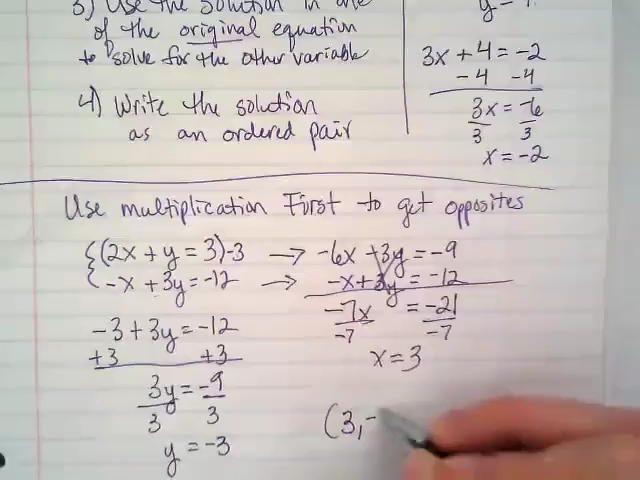 3) Use the solution in one
of the original equation
to solve for the other variable
4) Write the solution
as an ordered pair
3x + 4 = -2
-4 -4
3x = -6
3 3
x = -2
Use multiplication First to get opposites
{(2x + y = 3)-3 → -6x + 3y = -9
{-x + 3y = -12 → -x + 3y = -12
-7x = -21
-7 -7
x = 3
-3 + 3y = -12
+3 +3
3y = -9
3 3
y = -3
(3, -